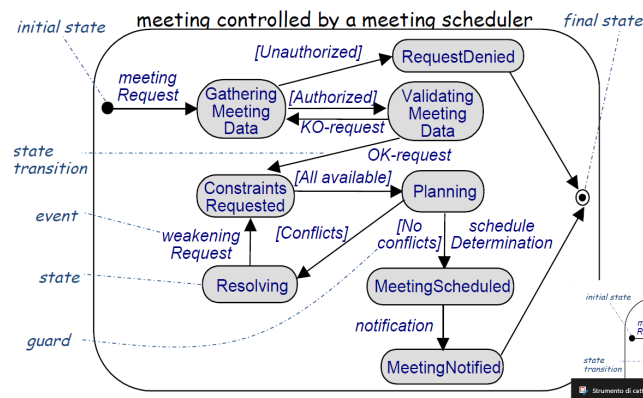 meeting controlled by a meeting scheduler
initial state
final state
meeting
Request
[Unauthorized]
RequestDenied
Gathering
Meeting
Data
[Authorized]
KO-request
Validating
Meeting
Data
state
transition
OK-request
Constraints
Requested
[All available]
Planning
event
weakening
Request
[Conflicts]
[No
conflicts]
schedule
Determination
state
Resolving
MeetingScheduled
guard
notification
MeetingNotified
initial state
state
transition
Strumento di cat